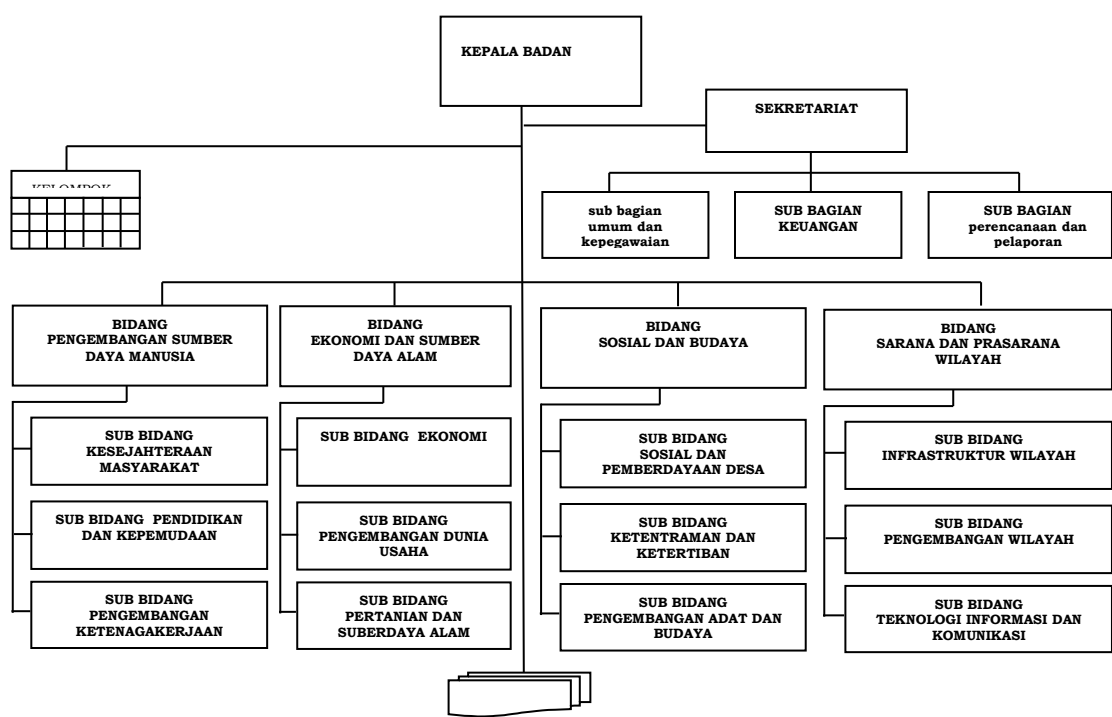 KEPALA BADAN
SEKRETARIAT
KELOMPOK
sub bagian
umum dan
kepegawaian
SUB BAGIAN
KEUANGAN
SUB BAGIAN
perencanaan dan
pelaporan
BIDANG
PENGEMBANGAN SUMBER
DAYA MANUSIA
BIDANG
EKONOMI DAN SUMBER
DAYA ALAM
BIDANG
SOSIAL DAN BUDAYA
BIDANG
SARANA DAN PRASARANA
WILAYAH
SUB BIDANG
KESEJAHTERAAN
MASYARAKAT
SUB BIDANG EKONOMI
SUB BIDANG
SOSIAL DAN
PEMBERDAYAAN DESA
SUB BIDANG
INFRASTRUKTUR WILAYAH
SUB BIDANG PENDIDIKAN
DAN KEPEMUDAAN
SUB BIDANG
PENGEMBANGAN DUNIA
USAHA
SUB BIDANG
KETENTRAMAN DAN
KETERTIBAN
SUB BIDANG
PENGEMBANGAN WILAYAH
SUB BIDANG
PENGEMBANGAN
KETENAGAKERJAAN
SUB BIDANG
PERTANIAN DAN
SUBERDAYA ALAM
SUB BIDANG
PENGEMBANGAN ADAT DAN
BUDAYA
SUB BIDANG
TEKNOLOGI INFORMASI DAN
KOMUNIKASI